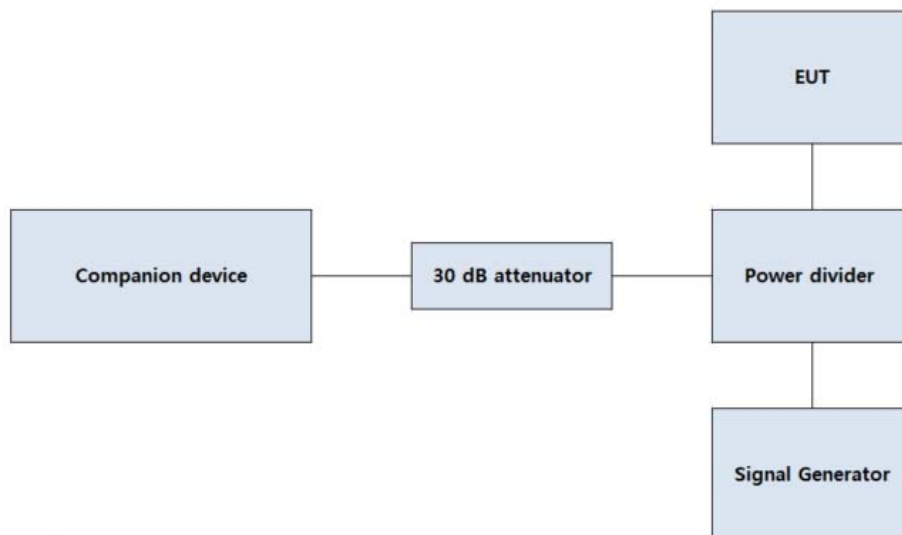 EUT
Companion device
30 dB attenuator
Power divider
Signal Generator